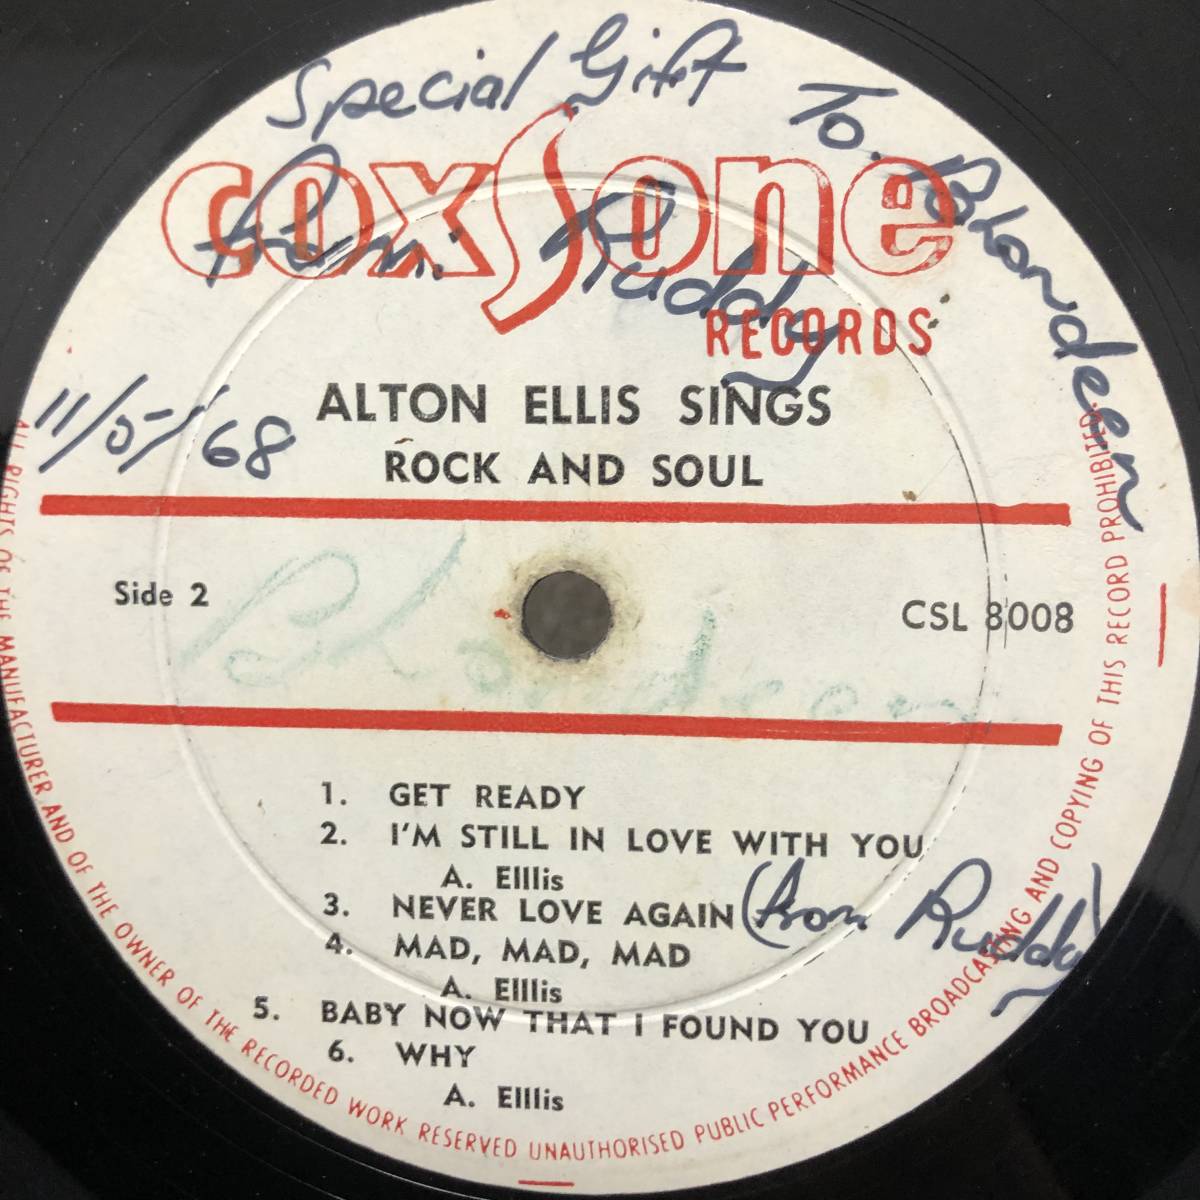 Special Gift To. Blondeen
coxsone
From: Ruddy
RECORDS
11/05/'68
ALTON ELLIS SINGS
ROCK AND SOUL
Side 2
CSL 8008
Blondeen
1. GET READY
2. I'M STILL IN LOVE WITH YOU
A. Elllis
3. NEVER LOVE AGAIN
(from Ruddy)
4. MAD, MAD, MAD
A. Elllis
5. BABY NOW THAT I FOUND YOU
6. WHY
A. Elllis
ALL RIGHTS OF THE MANUFACTURER AND OF THE OWNER OF THE RECORDED WORK RESERVED UNAUTHORISED PUBLIC PERFORMANCE BROADCASTING AND COPYING OF THIS RECORD PROHIBITED.